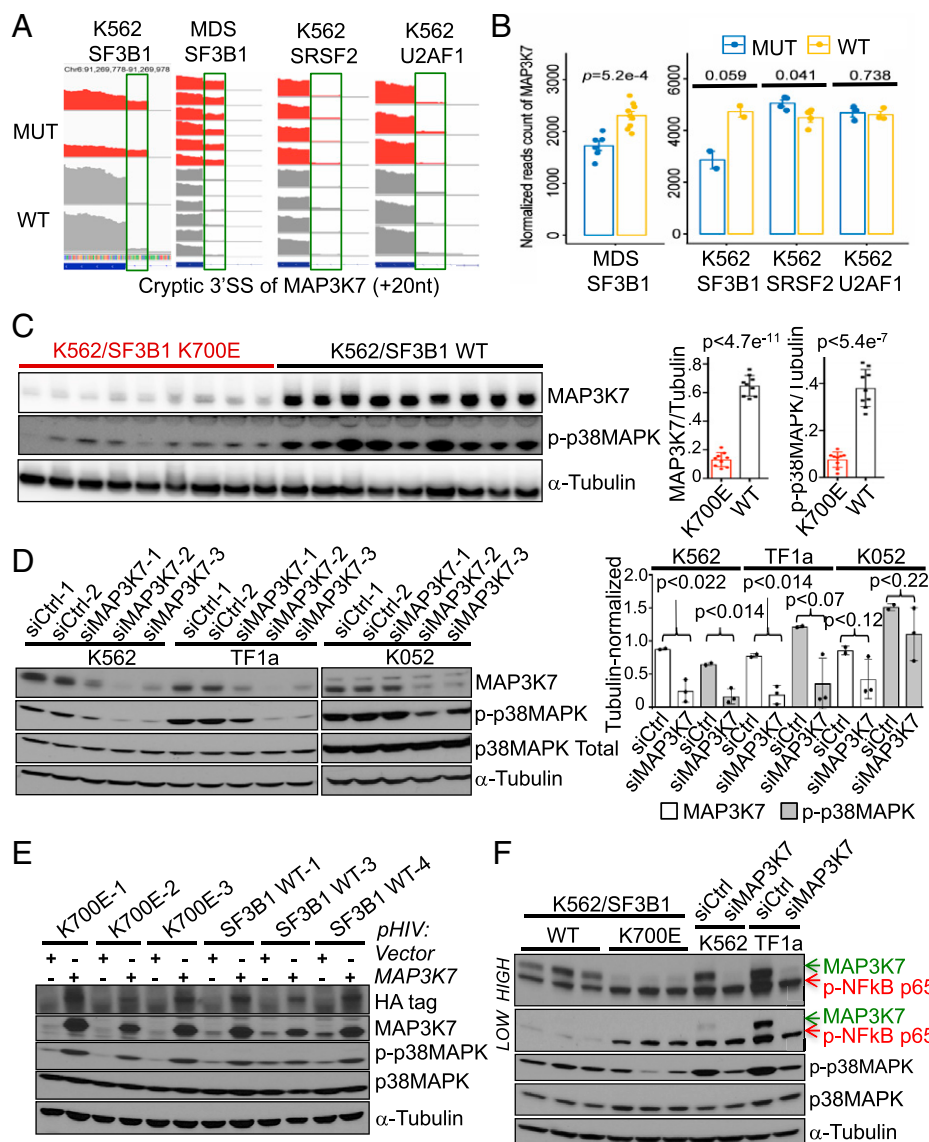 A
K562
SF3B1
MDS
SF3B1
K562
SRSF2
K562
U2AF1
Chr6:91,269,778-91,269,978
MUT
WT
Cryptic 3'SS of MAP3K7 (+20nt)
B
MUT WT
Normalized reads count of MAP3K7
3000
2000
1000
0
p=5.2e-4
MDS
SF3B1
6000
4000
2000
0
0.059 0.041 0.738
K562
SF3B1
K562
SRSF2
K562
U2AF1
C
K562/SF3B1 K700E K562/SF3B1 WT
MAP3K7
p-p38MAPK
α-Tubulin
p<4.7e-11
MAP3K7/Tubulin
.8
.6
.4
.2
0
K700E
WT
p<5.4e-7
p-p38MAPK/Tubulin
.4
.2
0
K700E
WT
D
siCtrl-1
siCtrl-2
siMAP3K7-1
siMAP3K7-2
siMAP3K7-3
siCtrl-1
siCtrl-2
siMAP3K7-1
siMAP3K7-2
siMAP3K7-3
siCtrl-1
siCtrl-2
siMAP3K7-1
siMAP3K7-2
siMAP3K7-3
K562 TF1a K052
MAP3K7
p-p38MAPK
p38MAPK Total
α-Tubulin
K562 TF1a K052
Tubulin-normalized
2.0
1.5
1.0
0.5
0
p<0.022
p<0.014
p<0.014
p<0.07
p<0.12
p<0.22
siCtrl
siMAP3K7
siCtrl
siMAP3K7
siCtrl
siMAP3K7
siCtrl
siMAP3K7
siCtrl
siMAP3K7
siCtrl
siMAP3K7
MAP3K7 p-p38MAPK
E
K700E-1
K700E-2
K700E-3
SF3B1 WT-1
SF3B1 WT-3
SF3B1 WT-4
pHIV:
+ - + - + - + - + - + - Vector
- + - + - + - + - + - + MAP3K7
HA tag
MAP3K7
p-p38MAPK
p38MAPK
α-Tubulin
F
K562/SF3B1
WT K700E
siCtrl
siMAP3K7
siCtrl
siMAP3K7
K562 TF1a
HIGH
LOW
MAP3K7
p-NFkB p65
MAP3K7
p-NFkB p65
p-p38MAPK
p38MAPK
α-Tubulin